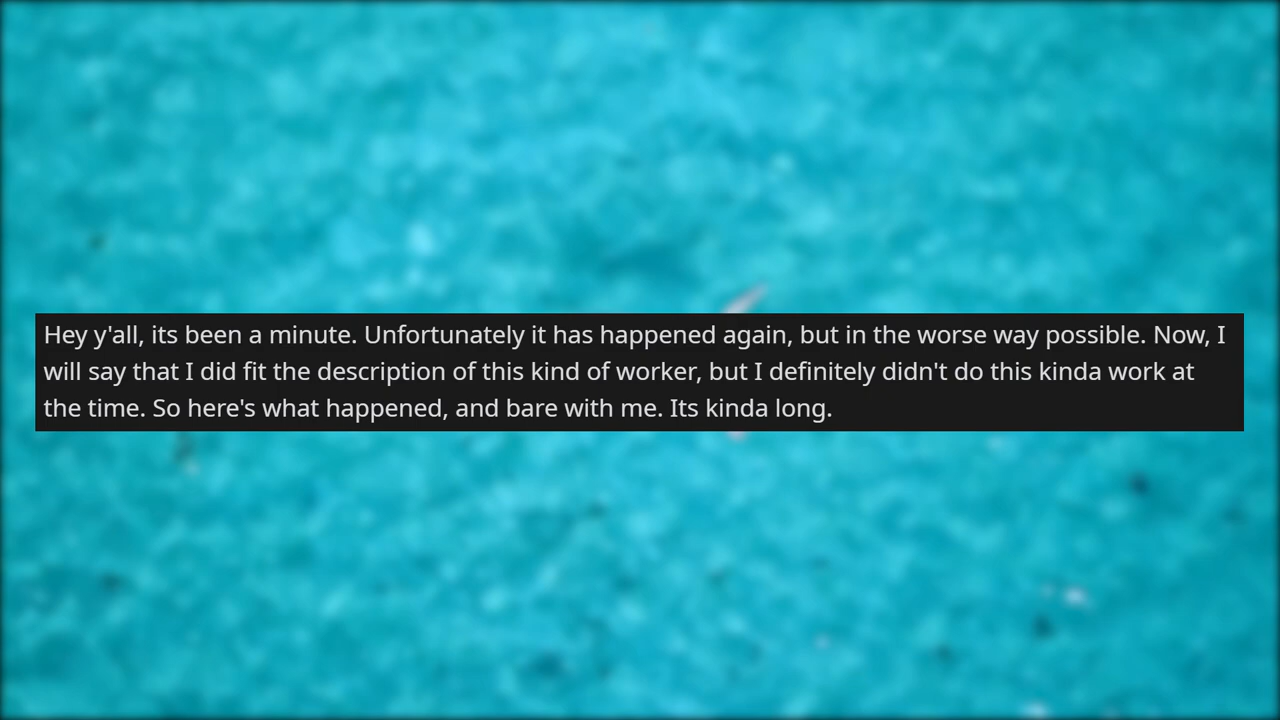 Hey y'all, its been a minute. Unfortunately it has happened again, but in the worse way possible. Now, I
will say that I did fit the description of this kind of worker, but I definitely didn't do this kinda work at
the time. So here's what happened, and bare with me. Its kinda long.